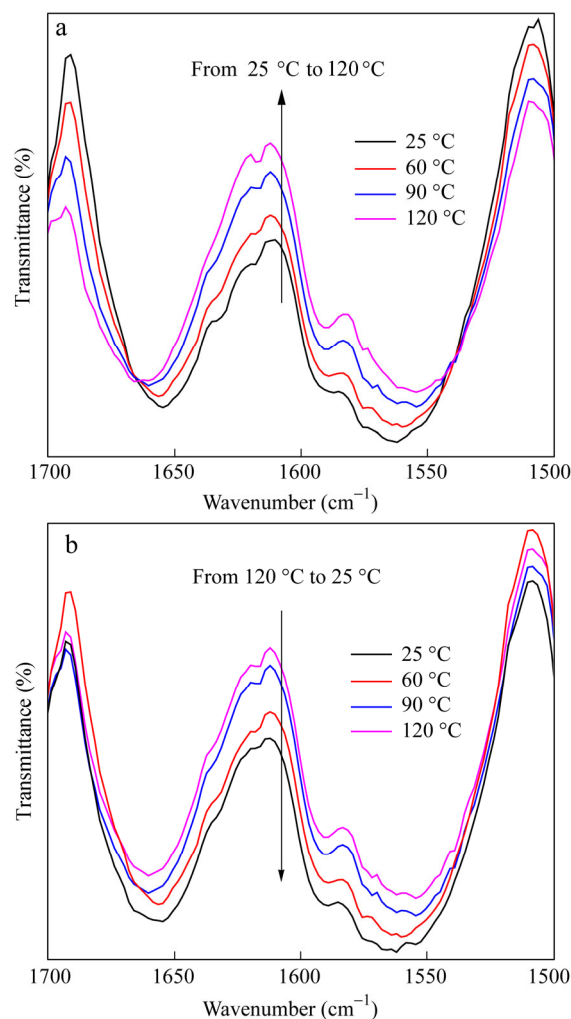 a
From 25 °C to 120 °C
25 °C
60 °C
90 °C
120 °C
Transmittance (%)
1700
1650
1600
1550
1500
Wavenumber (cm⁻¹)
b
From 120 °C to 25 °C
25 °C
60 °C
90 °C
120 °C
Transmittance (%)
1700
1650
1600
1550
1500
Wavenumber (cm⁻¹)